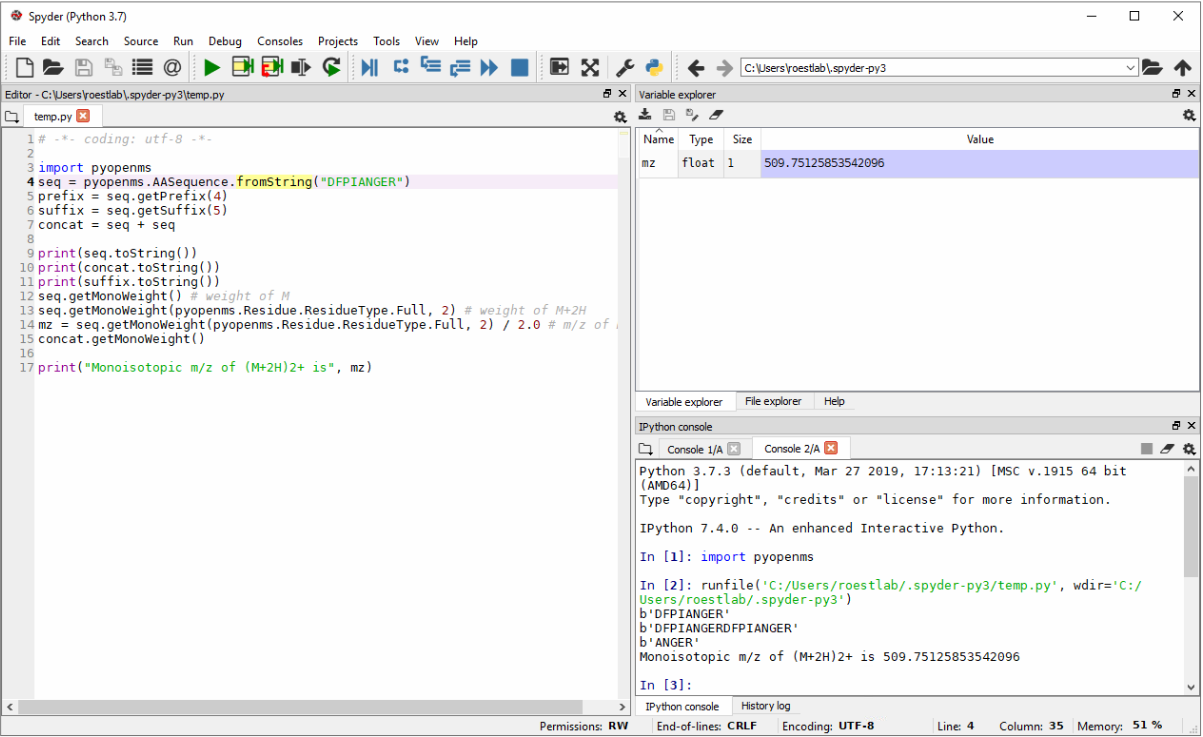 Spyder (Python 3.7)
File Edit Search Source Run Debug Consoles Projects Tools View Help
C:\Users\roestlab\.spyder-py3
Editor - C:\Users\roestlab\.spyder-py3\temp.py
temp.py
1 # -*- coding: utf-8 -*-
2
3 import pyopenms
4 seq = pyopenms.AASequence.fromString("DFPIANGER")
5 prefix = seq.getPrefix(4)
6 suffix = seq.getSuffix(5)
7 concat = seq + seq
8
9 print(seq.toString())
10 print(concat.toString())
11 print(suffix.toString())
12 seq.getMonoWeight() # weight of M
13 seq.getMonoWeight(pyopenms.Residue.ResidueType.Full, 2) # weight of M+2H
14 mz = seq.getMonoWeight(pyopenms.Residue.ResidueType.Full, 2) / 2.0 # m/z of
15 concat.getMonoWeight()
16
17 print("Monoisotopic m/z of (M+2H)2+ is", mz)
Variable explorer
Name Type Size Value
mz float 1 509.75125853542096
Variable explorer File explorer Help
IPython console
Console 1/A Console 2/A
Python 3.7.3 (default, Mar 27 2019, 17:13:21) [MSC v.1915 64 bit
(AMD64)]
Type "copyright", "credits" or "license" for more information.
IPython 7.4.0 -- An enhanced Interactive Python.
In [1]: import pyopenms
In [2]: runfile('C:/Users/roestlab/.spyder-py3/temp.py', wdir='C:/
Users/roestlab/.spyder-py3')
b'DFPIANGER'
b'DFPIANGERDFPIANGER'
b'ANGER'
Monoisotopic m/z of (M+2H)2+ is 509.75125853542096
In [3]:
IPython console History log
Permissions: RW End-of-lines: CRLF Encoding: UTF-8 Line: 4 Column: 35 Memory: 51 %